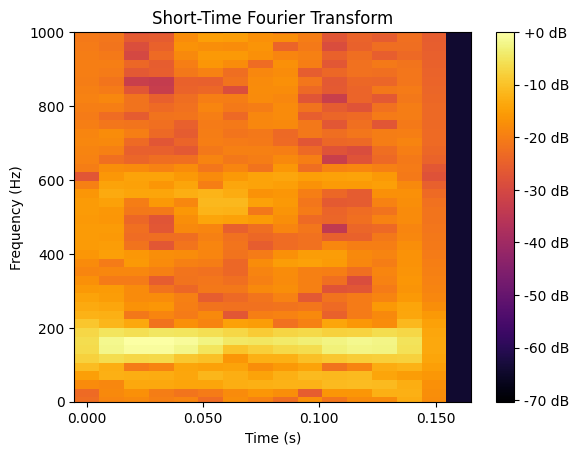 Short-Time Fourier Transform
1000
800
600
400
200
0
Frequency (Hz)
0.000
0.050
0.100
0.150
Time (s)
+0 dB
-10 dB
-20 dB
-30 dB
-40 dB
-50 dB
-60 dB
-70 dB